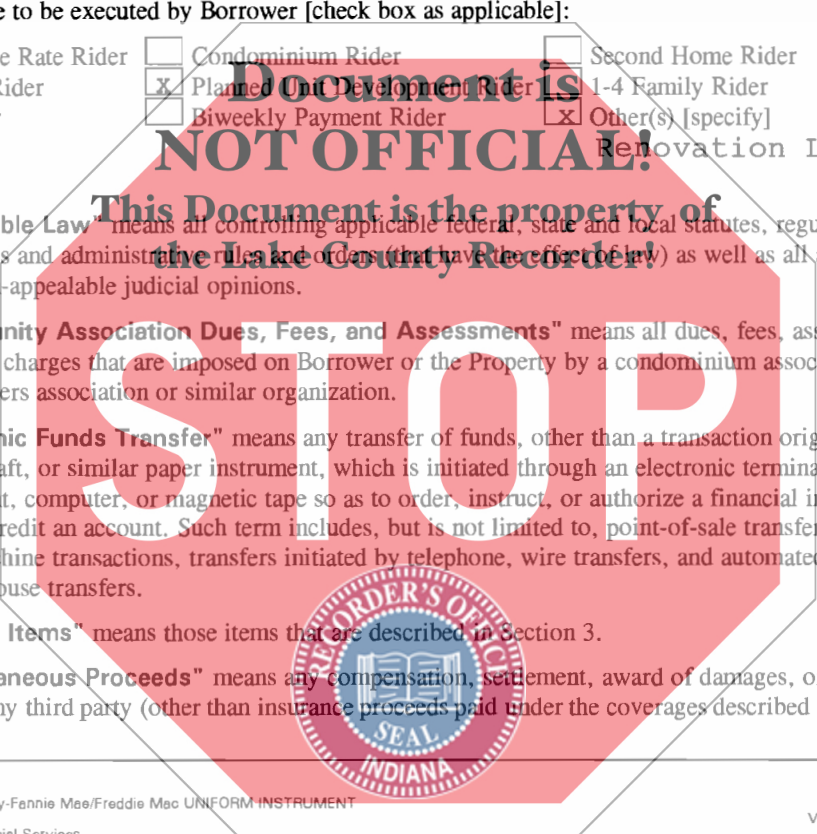 e to be executed by Borrower [check box as applicable]:
e Rate Rider Condominium Rider Second Home Rider
Rider X Planned Unit Development Rider 1-4 Family Rider
Biweekly Payment Rider X Other(s) [specify]
Renovation L
Document is
NOT OFFICIAL!
This Document is the property of
the Lake County Recorder!
ble Law" means all controlling applicable federal, state and local statutes, regu
s and administrative rules and orders (that have the effect of law) as well as all
-appealable judicial opinions.
unity Association Dues, Fees, and Assessments" means all dues, fees, ass
charges that are imposed on Borrower or the Property by a condominium assoc
ers association or similar organization.
nic Funds Transfer" means any transfer of funds, other than a transaction orig
aft, or similar paper instrument, which is initiated through an electronic termina
t, computer, or magnetic tape so as to order, instruct, or authorize a financial in
redit an account. Such term includes, but is not limited to, point-of-sale transfer
hine transactions, transfers initiated by telephone, wire transfers, and automated
ouse transfers.
STOP
Items" means those items that are described in Section 3.
aneous Proceeds" means any compensation, settlement, award of damages, o
ny third party (other than insurance proceeds paid under the coverages described
RECORDER'S OFFICE
SEAL
INDIANA
y-Fannie Mae/Freddie Mac UNIFORM INSTRUMENT